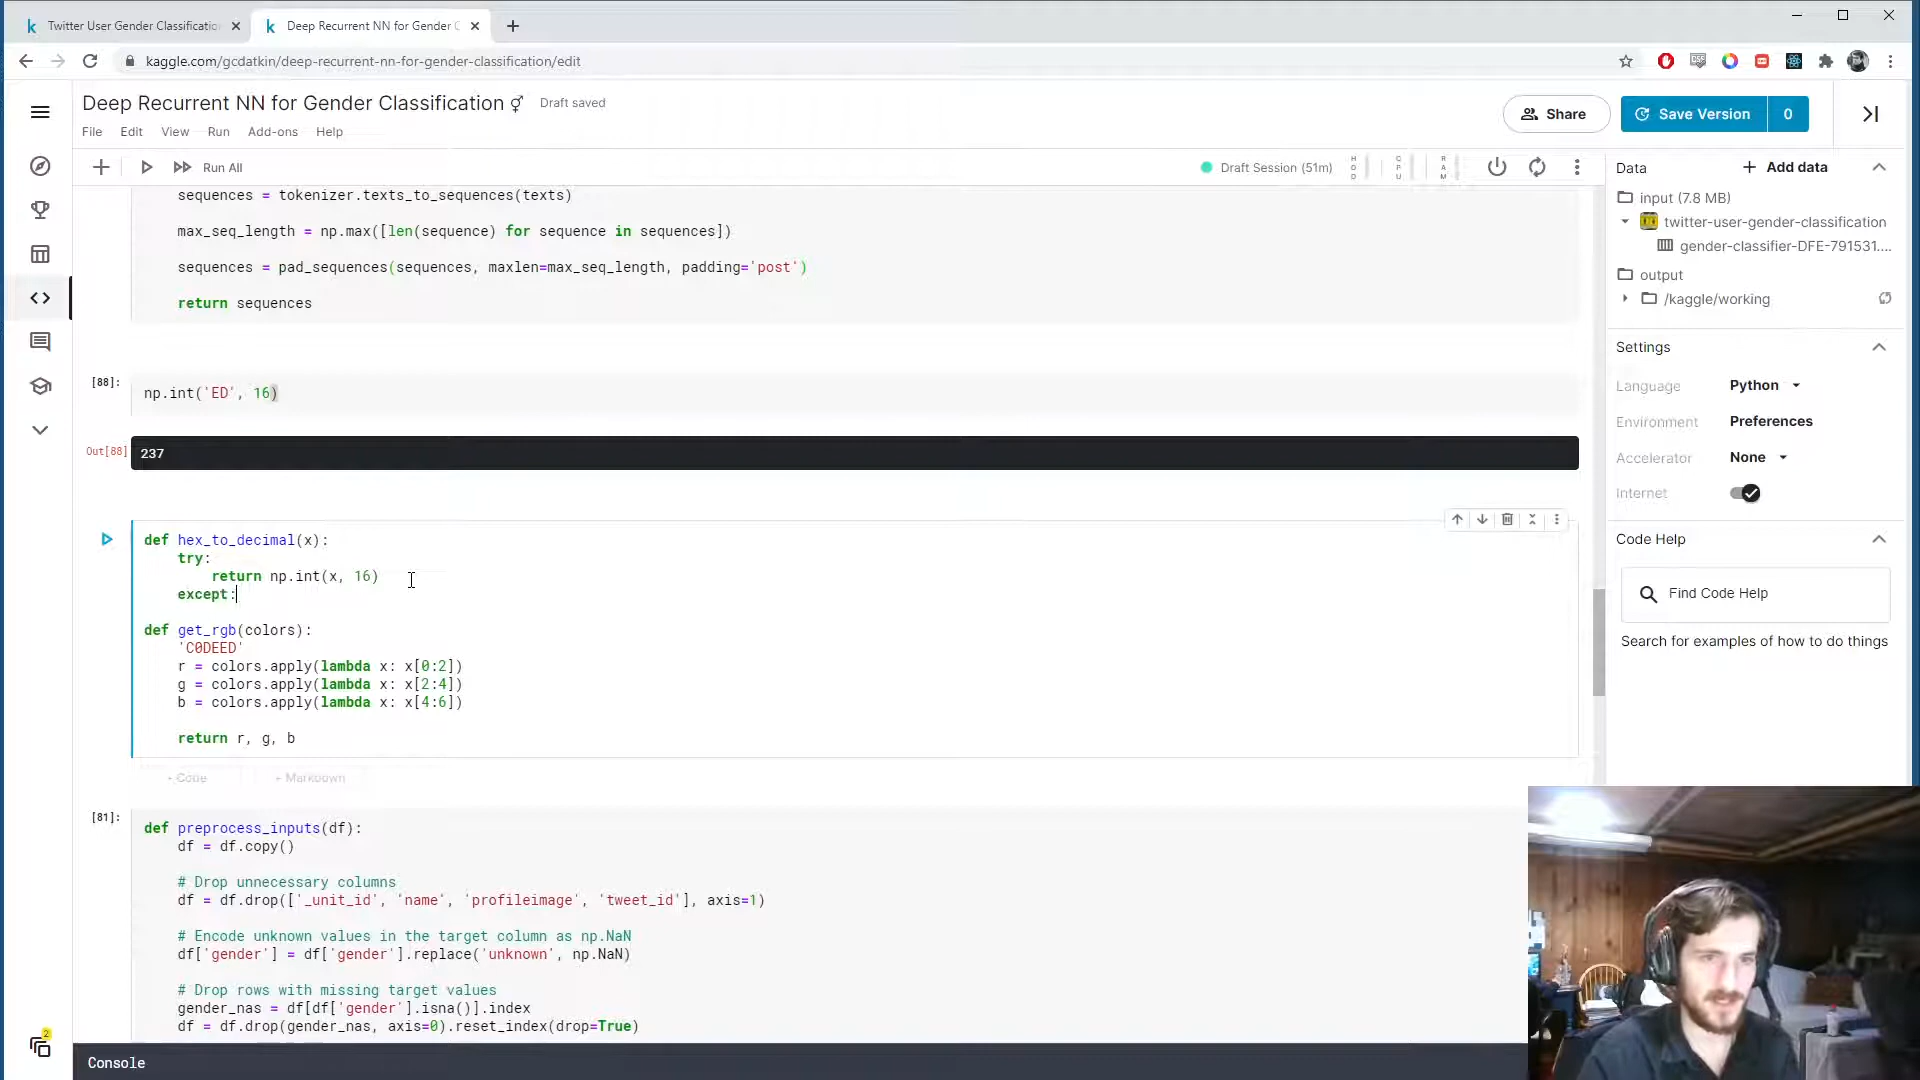 Twitter User Gender Classification
Deep Recurrent NN for Gender C
kaggle.com/gcdatkin/deep-recurrent-nn-for-gender-classification/edit
Deep Recurrent NN for Gender Classification ⚥
Draft saved
Share
Save Version
0
File Edit View Run Add-ons Help
Run All
Draft Session (51m)
HDD
CPU
RAM
sequences = tokenizer.texts_to_sequences(texts)
max_seq_length = np.max([len(sequence) for sequence in sequences])
sequences = pad_sequences(sequences, maxlen=max_seq_length, padding='post')
return sequences
[88]:
np.int('ED', 16)
Out[88]
237
def hex_to_decimal(x):
try:
return np.int(x, 16)
except:
def get_rgb(colors):
'C0DEED'
r = colors.apply(lambda x: x[0:2])
g = colors.apply(lambda x: x[2:4])
b = colors.apply(lambda x: x[4:6])
return r, g, b
+ Code
+ Markdown
[81]:
def preprocess_inputs(df):
df = df.copy()
# Drop unnecessary columns
df = df.drop(['_unit_id', 'name', 'profileimage', 'tweet_id'], axis=1)
# Encode unknown values in the target column as np.NaN
df['gender'] = df['gender'].replace('unknown', np.NaN)
# Drop rows with missing target values
gender_nas = df[df['gender'].isna()].index
df = df.drop(gender_nas, axis=0).reset_index(drop=True)
Console
2
Data
Add data
input (7.8 MB)
twitter-user-gender-classification
gender-classifier-DFE-791531....
output
/kaggle/working
Settings
Language
Python
Environment
Preferences
Accelerator
None
Internet
Code Help
Find Code Help
Search for examples of how to do things